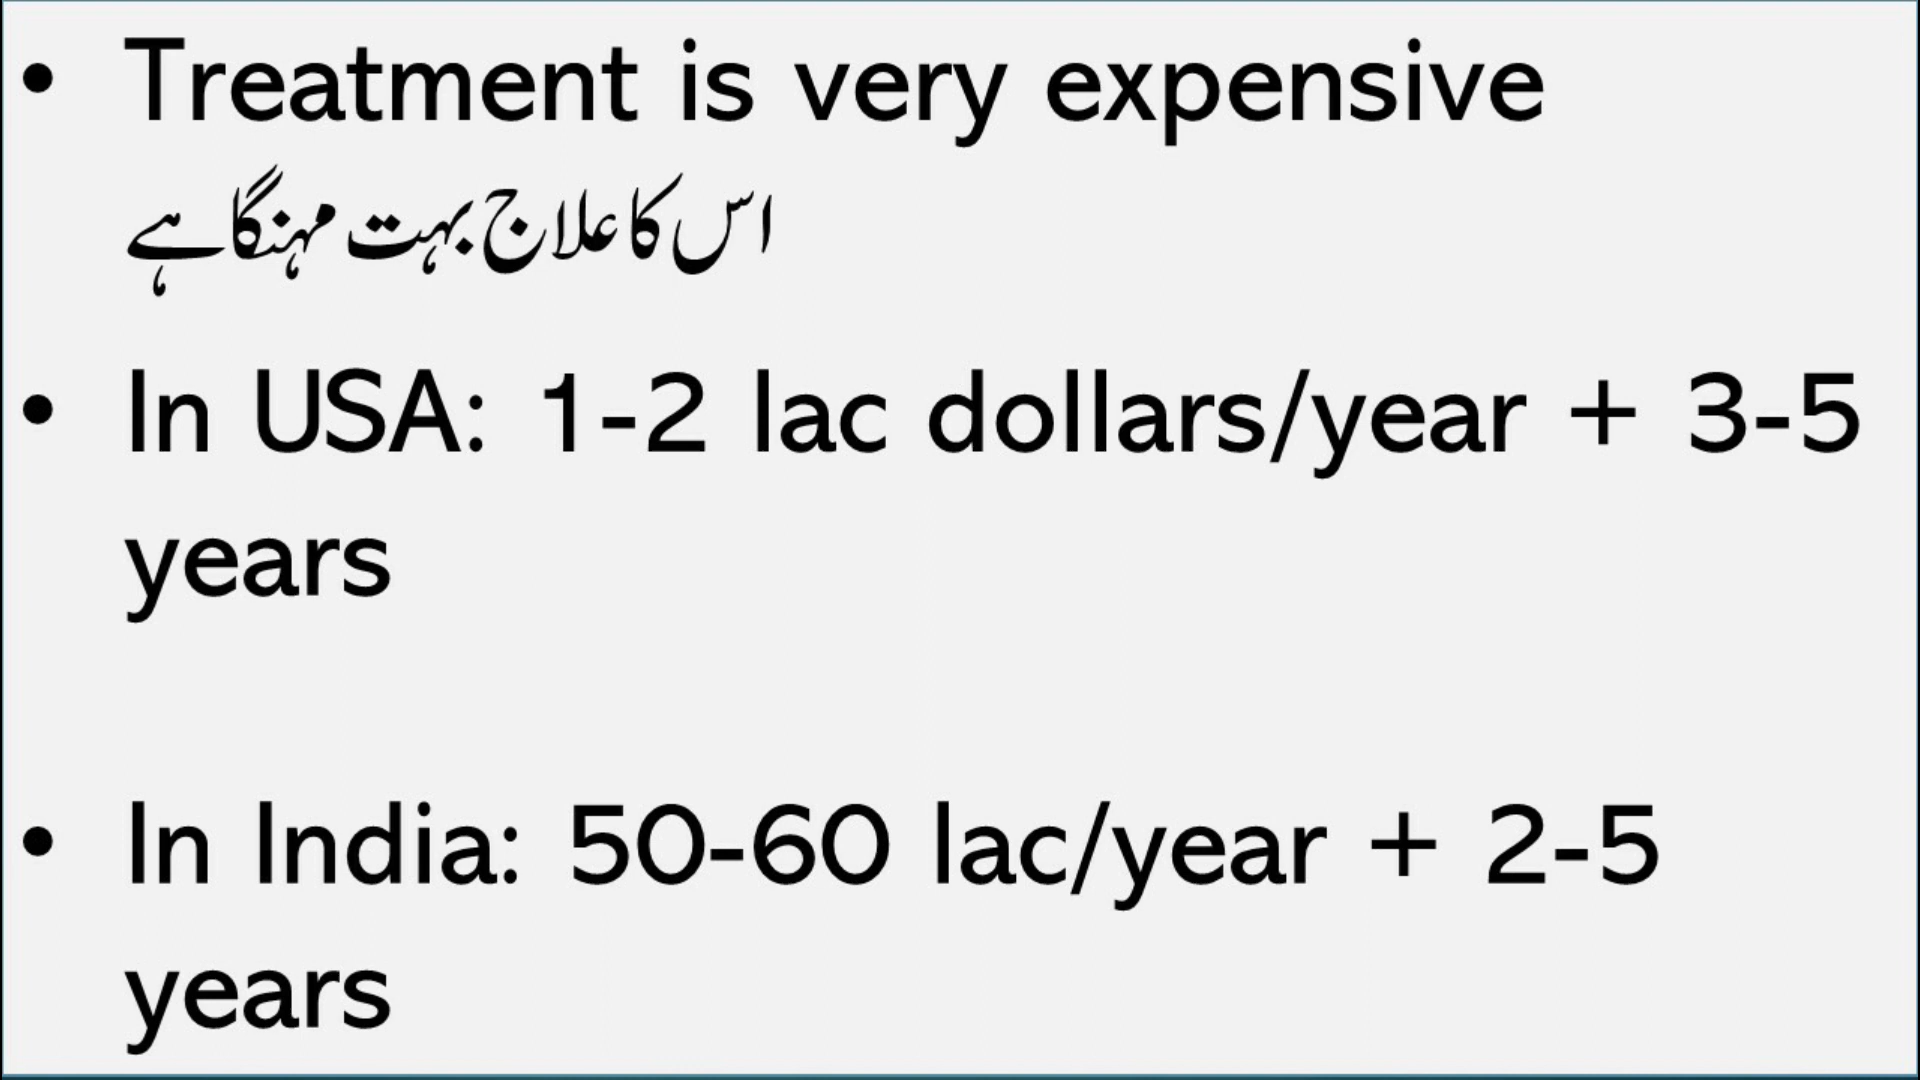 • Treatment is very expensive
اس کا علاج بہت مہنگا ہے
• In USA: 1-2 lac dollars/year + 3-5
years
• In India: 50-60 lac/year + 2-5
years